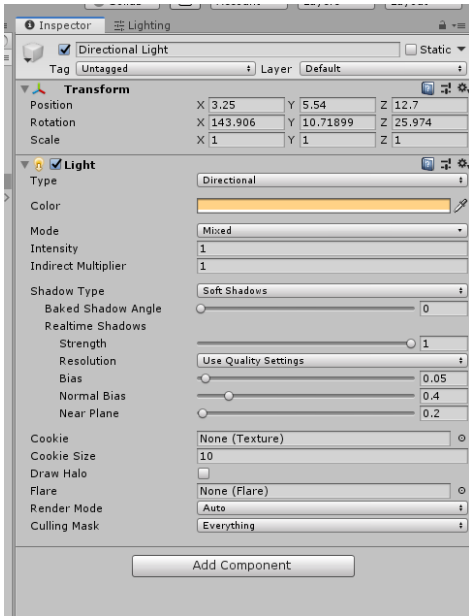 Inspector Lighting
Directional Light Static
Tag Untagged Layer Default
Transform
Position X 3.25 Y 5.54 Z 12.7
Rotation X 143.906 Y 10.71899 Z 25.974
Scale X 1 Y 1 Z 1
Light
Type Directional
Color
Mode Mixed
Intensity 1
Indirect Multiplier 1
Shadow Type Soft Shadows
Baked Shadow Angle 0
Realtime Shadows
Strength 1
Resolution Use Quality Settings
Bias 0.05
Normal Bias 0.4
Near Plane 0.2
Cookie None (Texture)
Cookie Size 10
Draw Halo
Flare None (Flare)
Render Mode Auto
Culling Mask Everything
Add Component